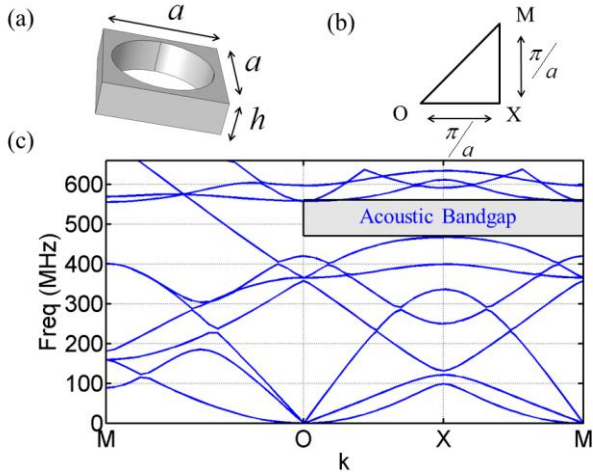 (a)
a
a
h
(b)
M
π/a
O
X
π/a
(c)
Freq (MHz)
600
500
400
300
200
100
0
Acoustic Bandgap
M
O
X
M
k